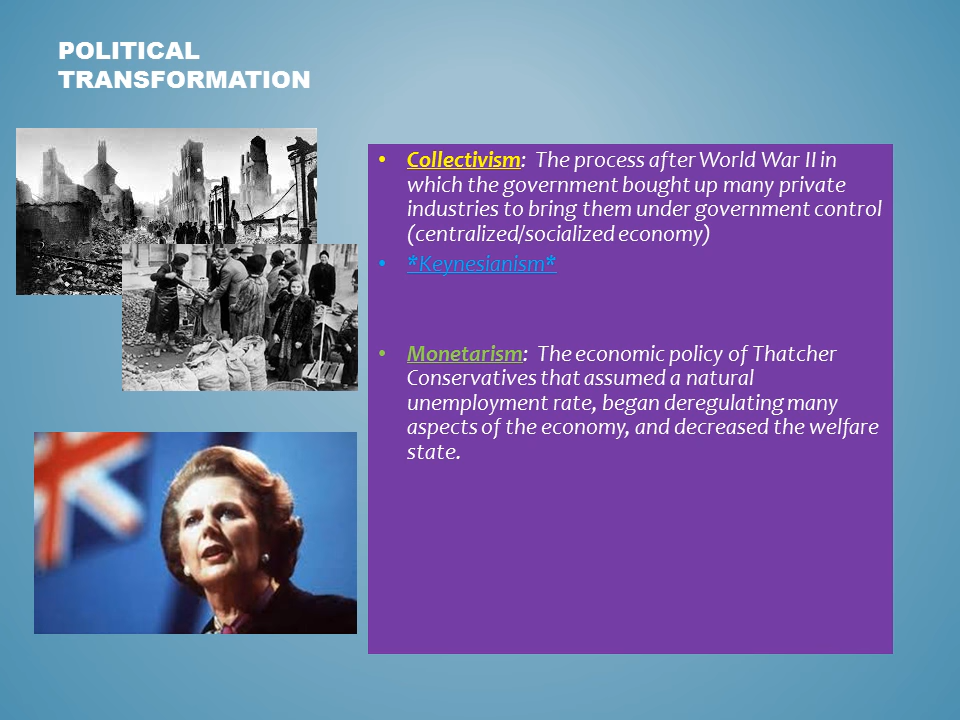 POLITICAL
TRANSFORMATION
• Collectivism: The process after World War II in
which the government bought up many private
industries to bring them under government control
(centralized/socialized economy)
• *Keynesianism*
• Monetarism: The economic policy of Thatcher
Conservatives that assumed a natural
unemployment rate, began deregulating many
aspects of the economy, and decreased the welfare
state.